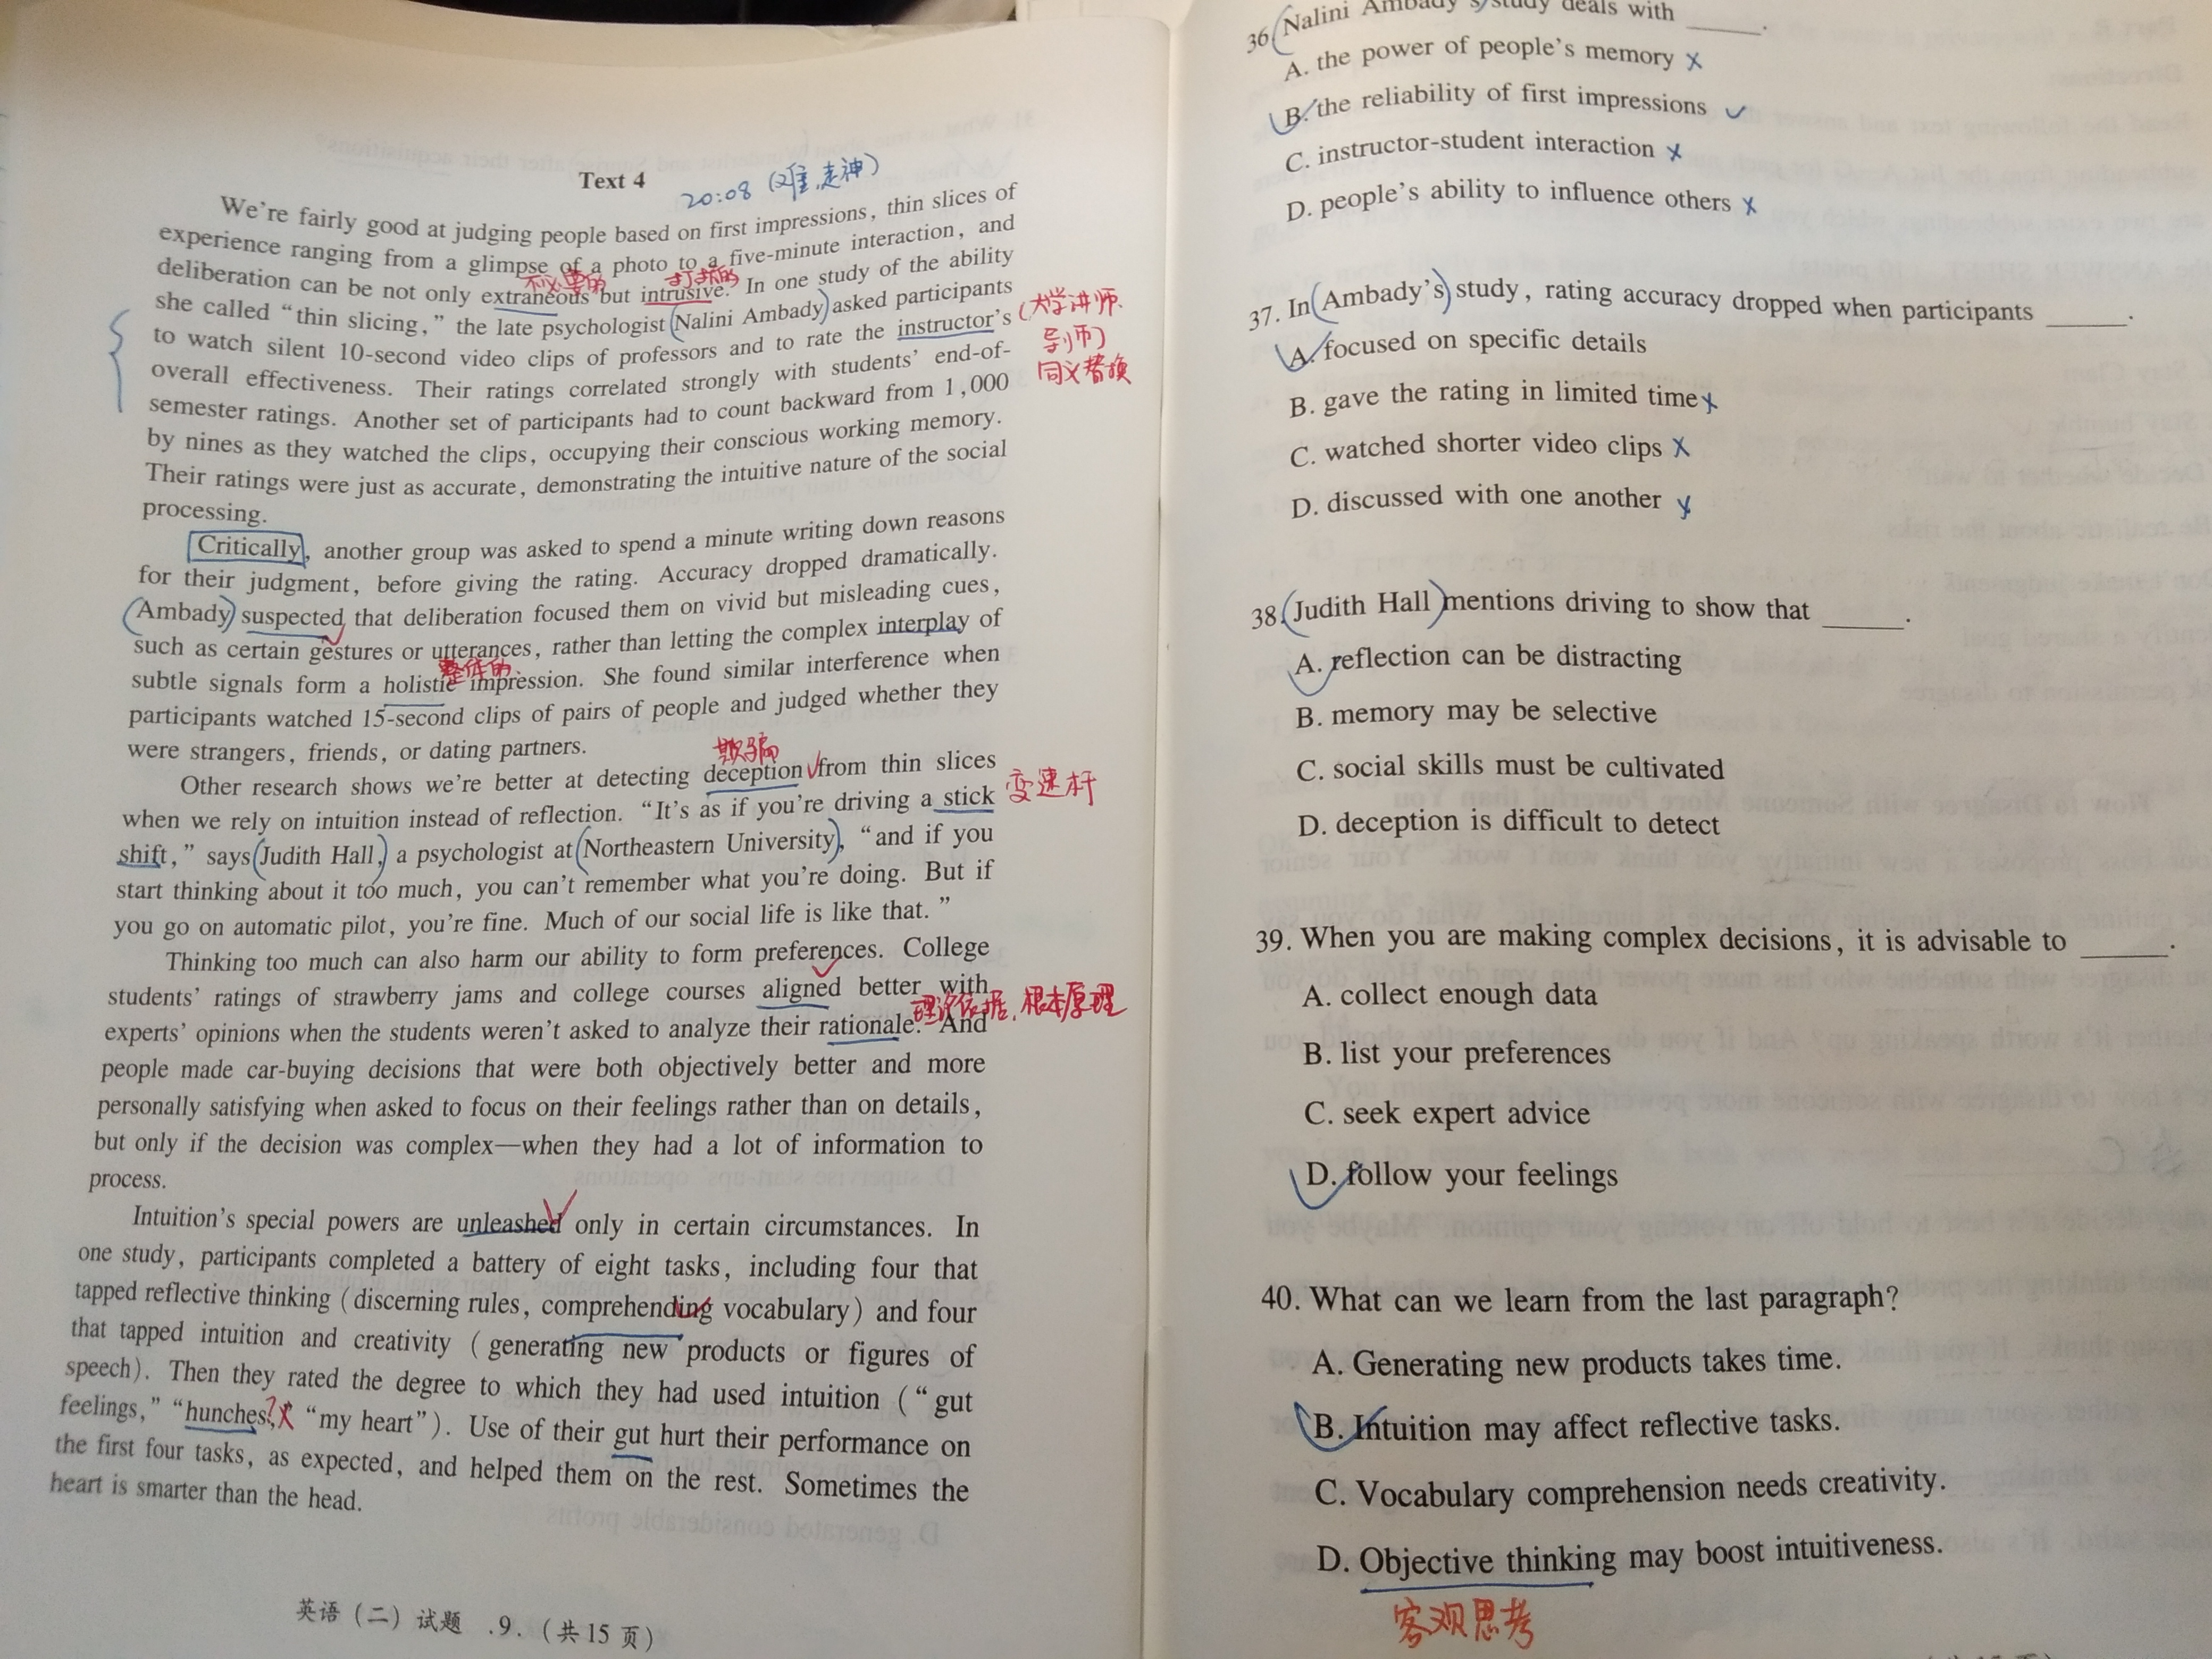 Text 4
20:08 (难,走神)
We're fairly good at judging people based on first impressions, thin slices of
experience ranging from a glimpse of a photo to a five-minute interaction, and
不必要的
打扰的
deliberation can be not only extraneous but intrusive. In one study of the ability
she called “thin slicing,” the late psychologist Nalini Ambady asked participants
to watch silent 10-second video clips of professors and to rate the instructor's
(大学讲师、
导师)
同义替换
overall effectiveness. Their ratings correlated strongly with students' end-of-
semester ratings. Another set of participants had to count backward from 1,000
by nines as they watched the clips, occupying their conscious working memory.
Their ratings were just as accurate, demonstrating the intuitive nature of the social
processing.
Critically, another group was asked to spend a minute writing down reasons
for their judgment, before giving the rating. Accuracy dropped dramatically.
Ambady suspected that deliberation focused them on vivid but misleading cues,
such as certain gestures or utterances, rather than letting the complex interplay of
整体的
subtle signals form a holistic impression. She found similar interference when
participants watched 15-second clips of pairs of people and judged whether they
were strangers, friends, or dating partners.
欺骗
Other research shows we're better at detecting deception from thin slices
when we rely on intuition instead of reflection. “It's as if you're driving a stick
变速杆
shift,” says Judith Hall, a psychologist at Northeastern University, “and if you
start thinking about it too much, you can't remember what you're doing. But if
you go on automatic pilot, you're fine. Much of our social life is like that.”
Thinking too much can also harm our ability to form preferences. College
students' ratings of strawberry jams and college courses aligned better with
理论依据,根本原理
experts' opinions when the students weren't asked to analyze their rationale. And
people made car-buying decisions that were both objectively better and more
personally satisfying when asked to focus on their feelings rather than on details,
but only if the decision was complex—when they had a lot of information to
process.
Intuition's special powers are unleashed only in certain circumstances. In
one study, participants completed a battery of eight tasks, including four that
tapped reflective thinking (discerning rules, comprehending vocabulary) and four
that tapped intuition and creativity (generating new products or figures of
speech). Then they rated the degree to which they had used intuition (“gut
feelings,” “hunches,” “my heart”). Use of their gut hurt their performance on
the first four tasks, as expected, and helped them on the rest. Sometimes the
heart is smarter than the head.
英语(二)试题 .9. (共15页)
36. Nalini Ambady's study deals with ______.
A. the power of people's memory
B. the reliability of first impressions
C. instructor-student interaction
D. people's ability to influence others
37. In Ambady's study, rating accuracy dropped when participants ______.
A. focused on specific details
B. gave the rating in limited time
C. watched shorter video clips
D. discussed with one another
38. Judith Hall mentions driving to show that ______.
A. reflection can be distracting
B. memory may be selective
C. social skills must be cultivated
D. deception is difficult to detect
39. When you are making complex decisions, it is advisable to ______.
A. collect enough data
B. list your preferences
C. seek expert advice
D. follow your feelings
40. What can we learn from the last paragraph?
A. Generating new products takes time.
B. Intuition may affect reflective tasks.
C. Vocabulary comprehension needs creativity.
D. Objective thinking may boost intuitiveness.
客观思考